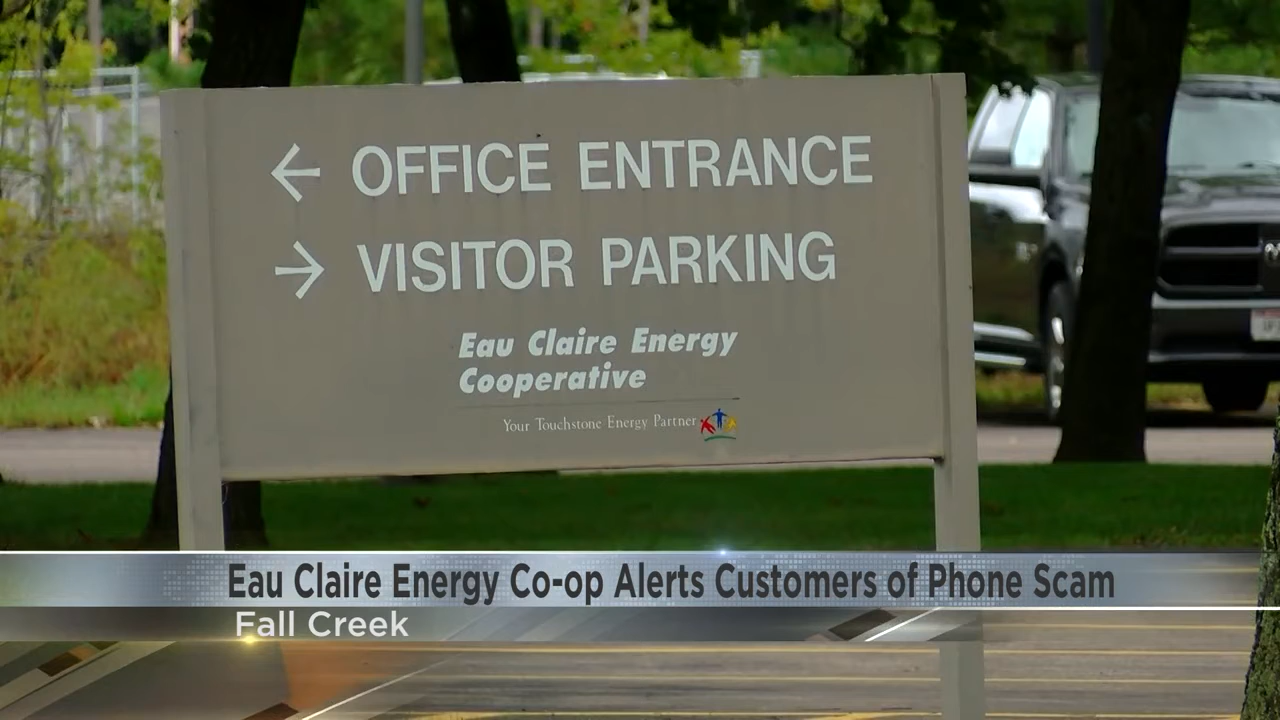 ← OFFICE ENTRANCE
→ VISITOR PARKING
Eau Claire Energy
Cooperative
Your Touchstone Energy Partner
Eau Claire Energy Co-op Alerts Customers of Phone Scam
Fall Creek